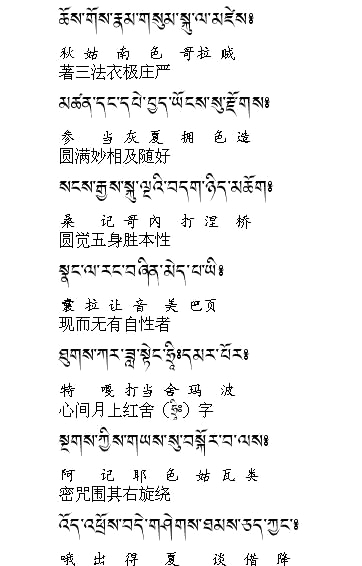 ཆོས་གོས་རྣམ་གསུམ་སྐུ་ལ་མཛེས༔
秋 姑 南 色 哥拉 贼
著三法衣极庄严
མཚན་དང་དཔེ་བྱད་ཡོངས་སུ་རྫོགས༔
参 当 灰 夏 拥 色 造
圆满妙相及随好
སངས་རྒྱས་སྐུ་ལྔའི་བདག་ཉིད་མཆོག༔
桑 记 哥 内 打 涅 桥
圆觉五身胜本性
སྣང་ལ་རང་བཞིན་མེད་པ་ཡི༔
囊 拉 让 音 美 巴页
现而无有自性者
ཐུགས་ཀར་ཟླ་སྟེང་ཧྲཱིཿདམར་པོར༔
特 嘎 打当 舍 玛 波
心间月上红舍（ཧྲཱིཿ）字
སྔགས་ཀྱིས་གཡས་སུ་བསྐོར་བ་ལས༔
阿 记 耶 色 姑 瓦 类
密咒围其右旋绕
འོད་འཕྲོས་བདེ་གཤེགས་ཐམས་ཅད་ཀྱང་༔
哦 出 得 夏 谈 借 降